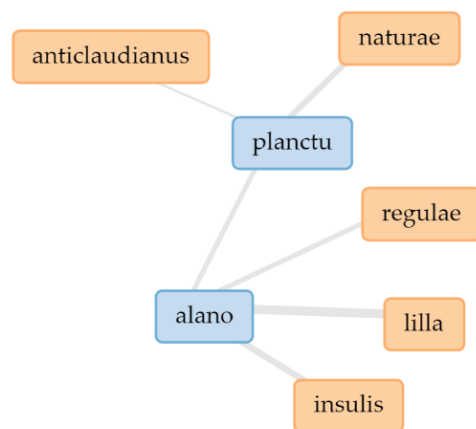 naturae
anticlaudianus
planctu
regulae
alano
lilla
insulis